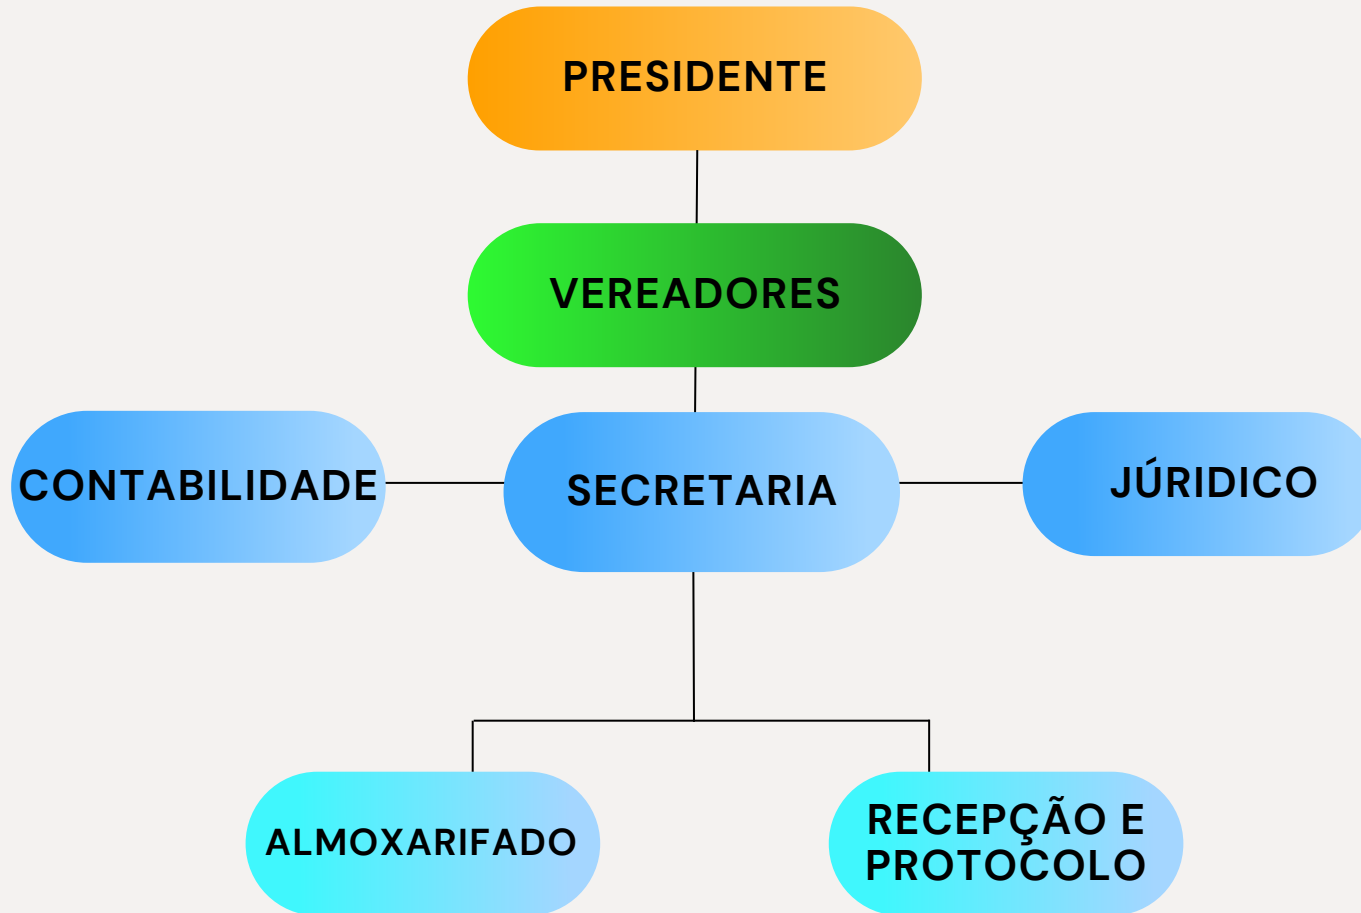 PRESIDENTE
VEREADORES
CONTABILIDADE
SECRETARIA
JÚRIDICO
ALMOXARIFADO
RECEPÇÃO E
PROTOCOLO